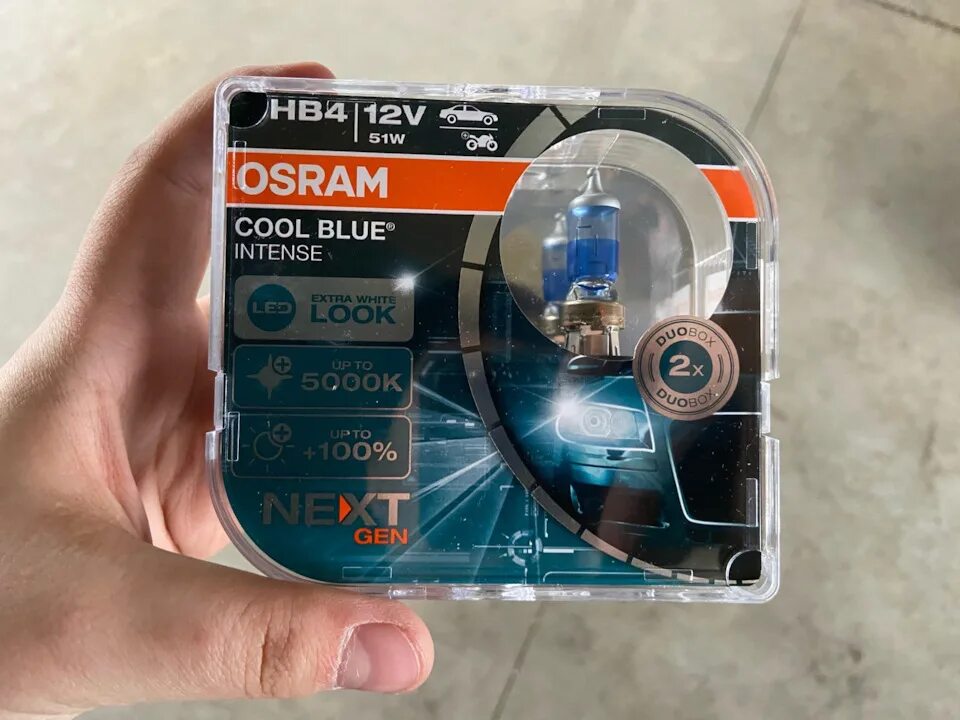 HB4 12V
51W
OSRAM
COOL BLUE®
INTENSE
LED EXTRA WHITE
LOOK
UP TO
5000K
UP TO
+100%
NEXT
GEN
DUOBOX
2x
DUOBOX